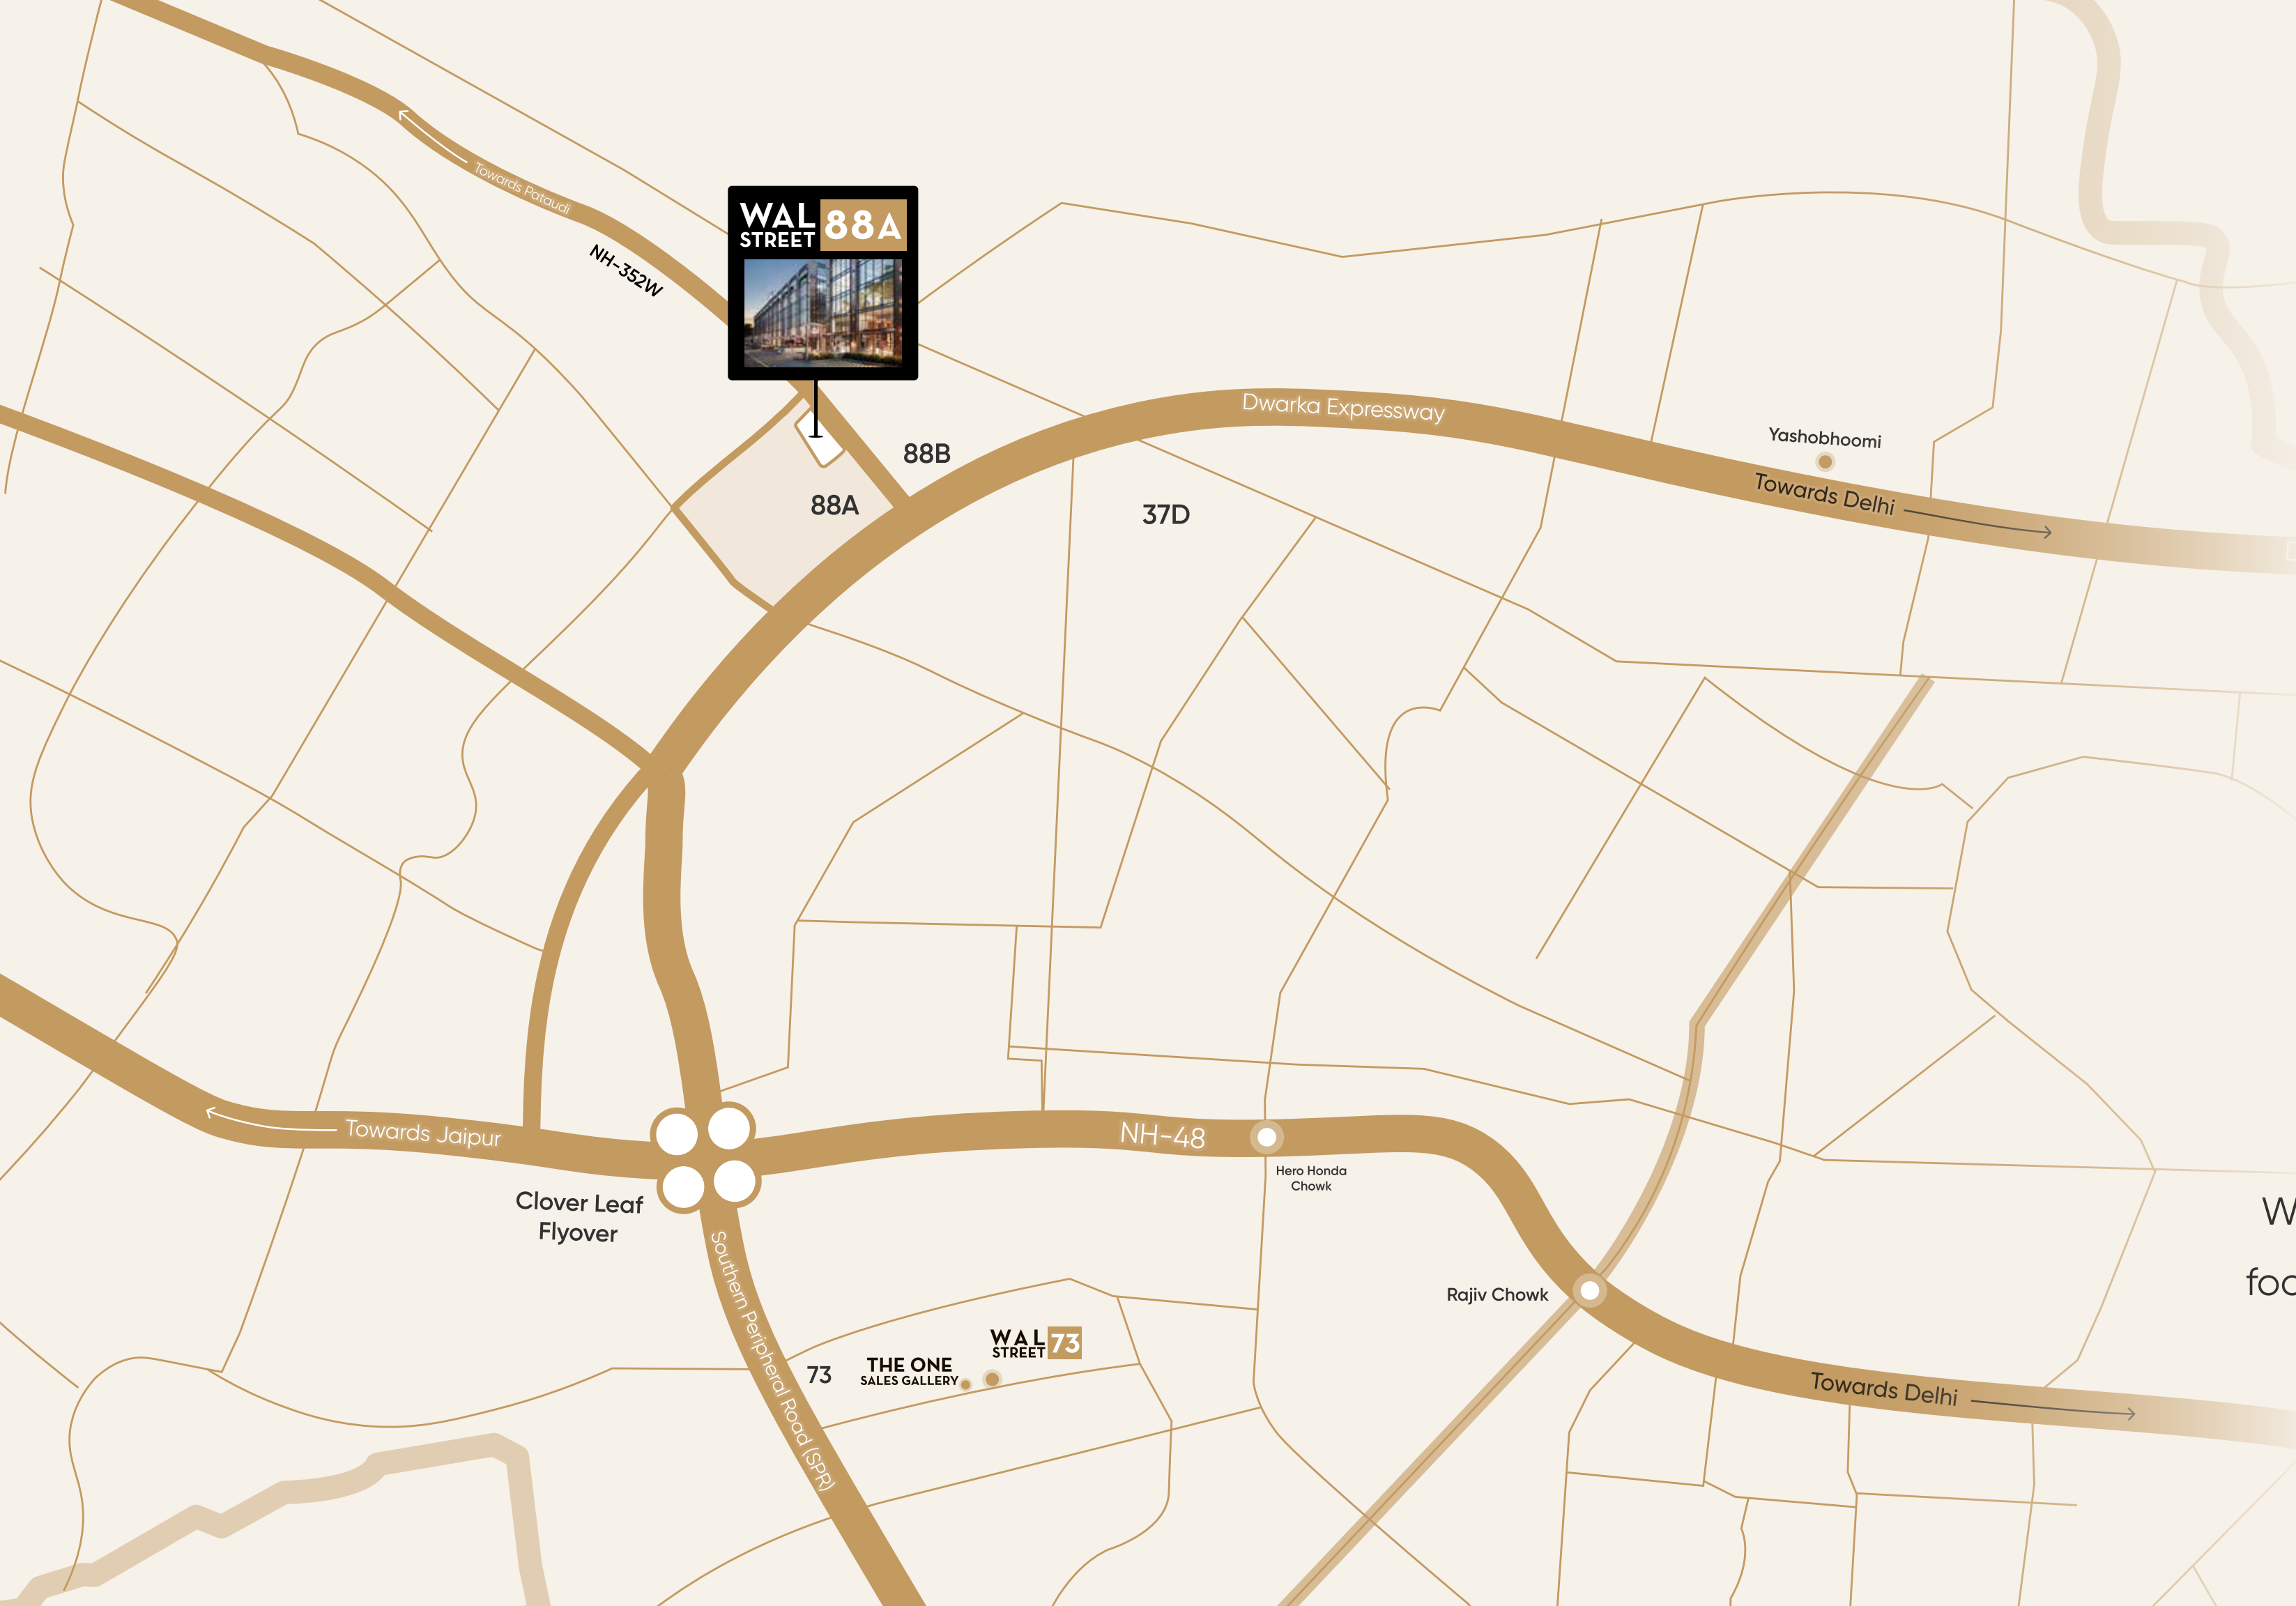 Towards Pataudi
NH-352W
WAL
STREET
88A
88B
88A
37D
Dwarka Expressway
Yashobhoomi
Towards Delhi
Towards Jaipur
NH-48
Hero Honda
Chowk
Clover Leaf
Flyover
Southern Peripheral Road (SPR)
Rajiv Chowk
WAL
STREET
73
73
THE ONE
SALES GALLERY
Towards Delhi
foo